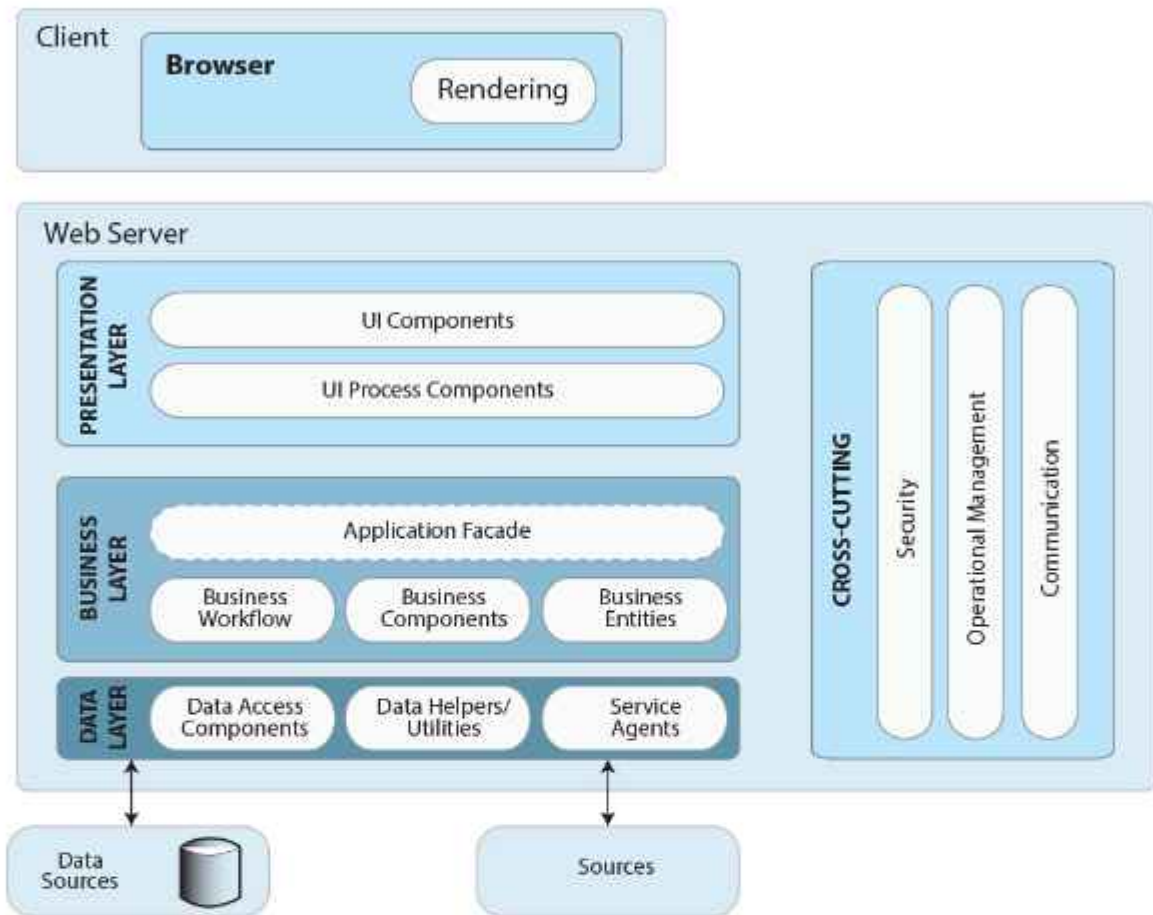 Client
Browser
Rendering
Web Server
PRESENTATION
LAYER
UI Components
UI Process Components
BUSINESS
LAYER
Application Facade
Business
Workflow
Business
Components
Business
Entities
DATA
LAYER
Data Access
Components
Data Helpers/
Utilities
Service
Agents
CROSS-CUTTING
Security
Operational Management
Communication
Data
Sources
Sources